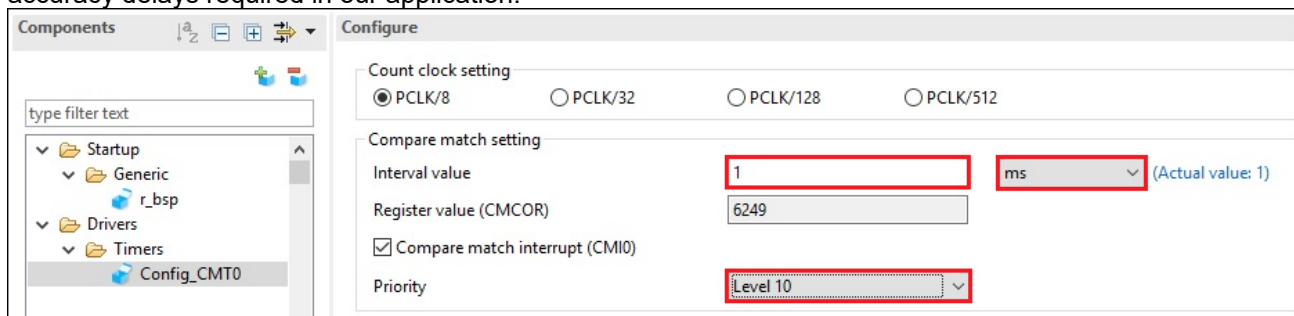 accuracy delays required in our application.
Components
Configure
type filter text
Startup
Generic
r_bsp
Drivers
Timers
Config_CMT0
Count clock setting
PCLK/8 PCLK/32 PCLK/128 PCLK/512
Compare match setting
Interval value 1 ms (Actual value: 1)
Register value (CMCOR) 6249
Compare match interrupt (CMI0)
Priority Level 10